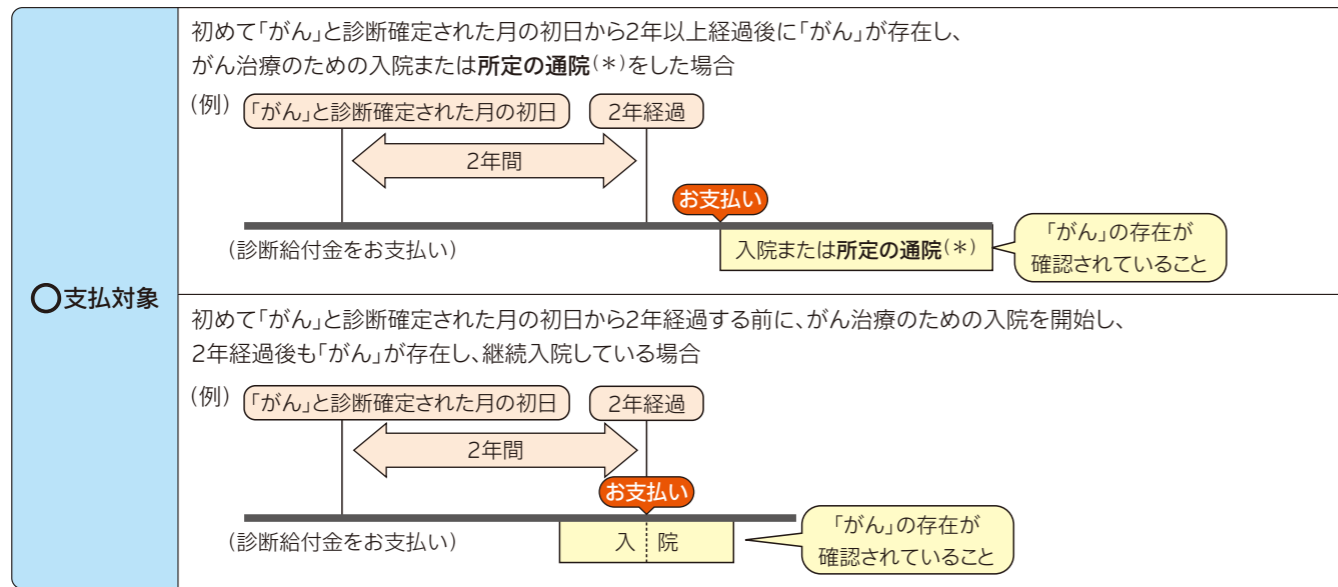 初めて「がん」と診断確定された月の初日から2年以上経過後に「がん」が存在し、
がん治療のための入院または所定の通院(＊)をした場合
(例)
「がん」と診断確定された月の初日
2年経過
2年間
お支払い
(診断給付金をお支払い)
入院または所定の通院(＊)
「がん」の存在が
確認されていること
○支払対象
初めて「がん」と診断確定された月の初日から2年経過する前に、がん治療のための入院を開始し、
2年経過後も「がん」が存在し、継続入院している場合
(例)
「がん」と診断確定された月の初日
2年経過
2年間
お支払い
(診断給付金をお支払い)
入院
「がん」の存在が
確認されていること